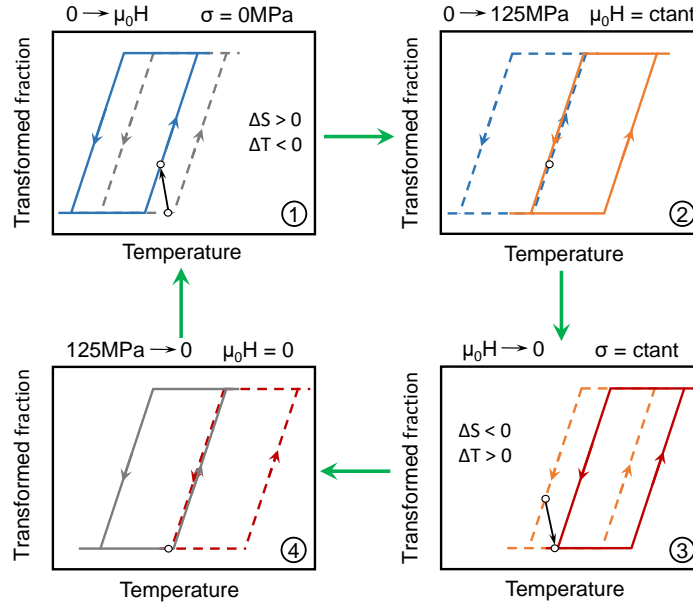 0 → μ₀H σ = 0MPa
Transformed fraction
ΔS > 0
ΔT < 0
1
Temperature
0 → 125MPa μ₀H = ctant
Transformed fraction
2
Temperature
μ₀H → 0 σ = ctant
Transformed fraction
ΔS < 0
ΔT > 0
3
Temperature
125MPa → 0 μ₀H = 0
Transformed fraction
4
Temperature